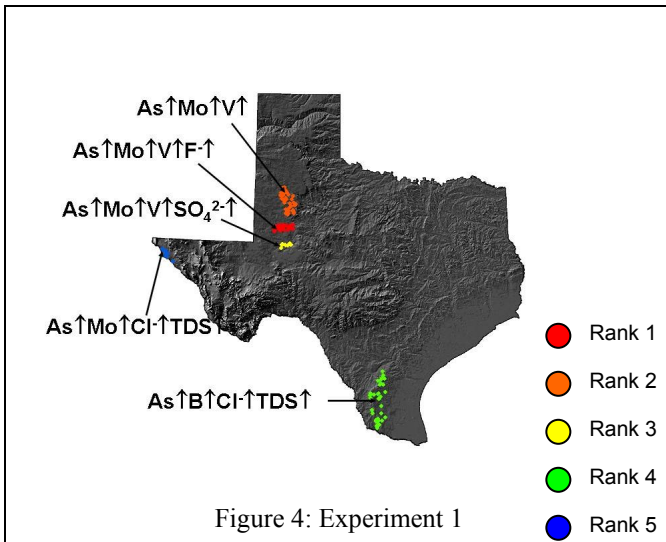 As↑Mo↑V↑
As↑Mo↑V↑F⁻↑
As↑Mo↑V↑SO₄²⁻↑
As↑Mo↑Cl⁻↑TDS↑
As↑B↑Cl⁻↑TDS↑
Rank 1
Rank 2
Rank 3
Rank 4
Rank 5
Figure 4: Experiment 1